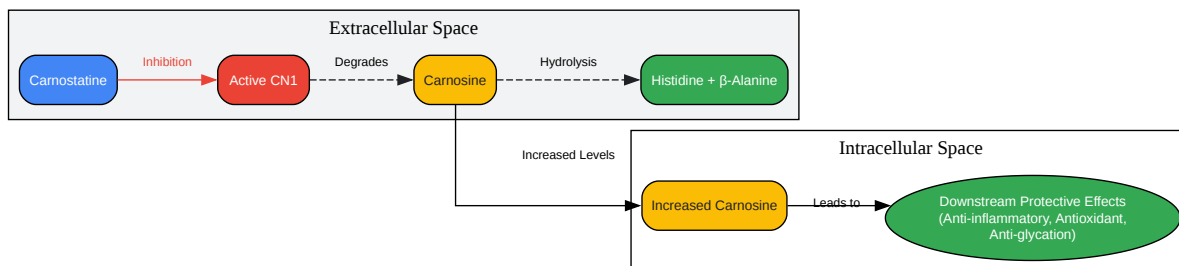 Extracellular Space
Carnostatine
Inhibition
Active CN1
Degrades
Carnosine
Hydrolysis
Histidine + β-Alanine
Increased Levels
Intracellular Space
Increased Carnosine
Leads to
Downstream Protective Effects
(Anti-inflammatory, Antioxidant,
Anti-glycation)